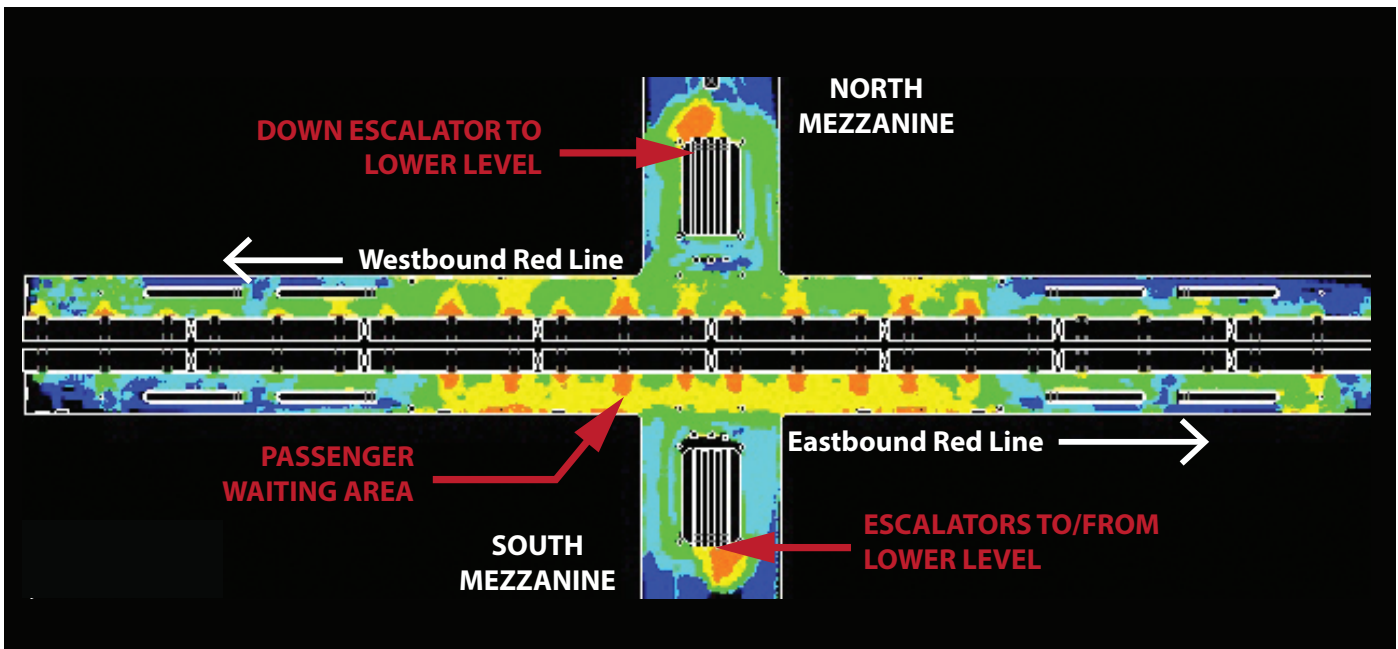 NORTH
MEZZANINE
DOWN ESCALATOR TO
LOWER LEVEL
Westbound Red Line
Eastbound Red Line
PASSENGER
WAITING AREA
SOUTH
MEZZANINE
ESCALATORS TO/FROM
LOWER LEVEL